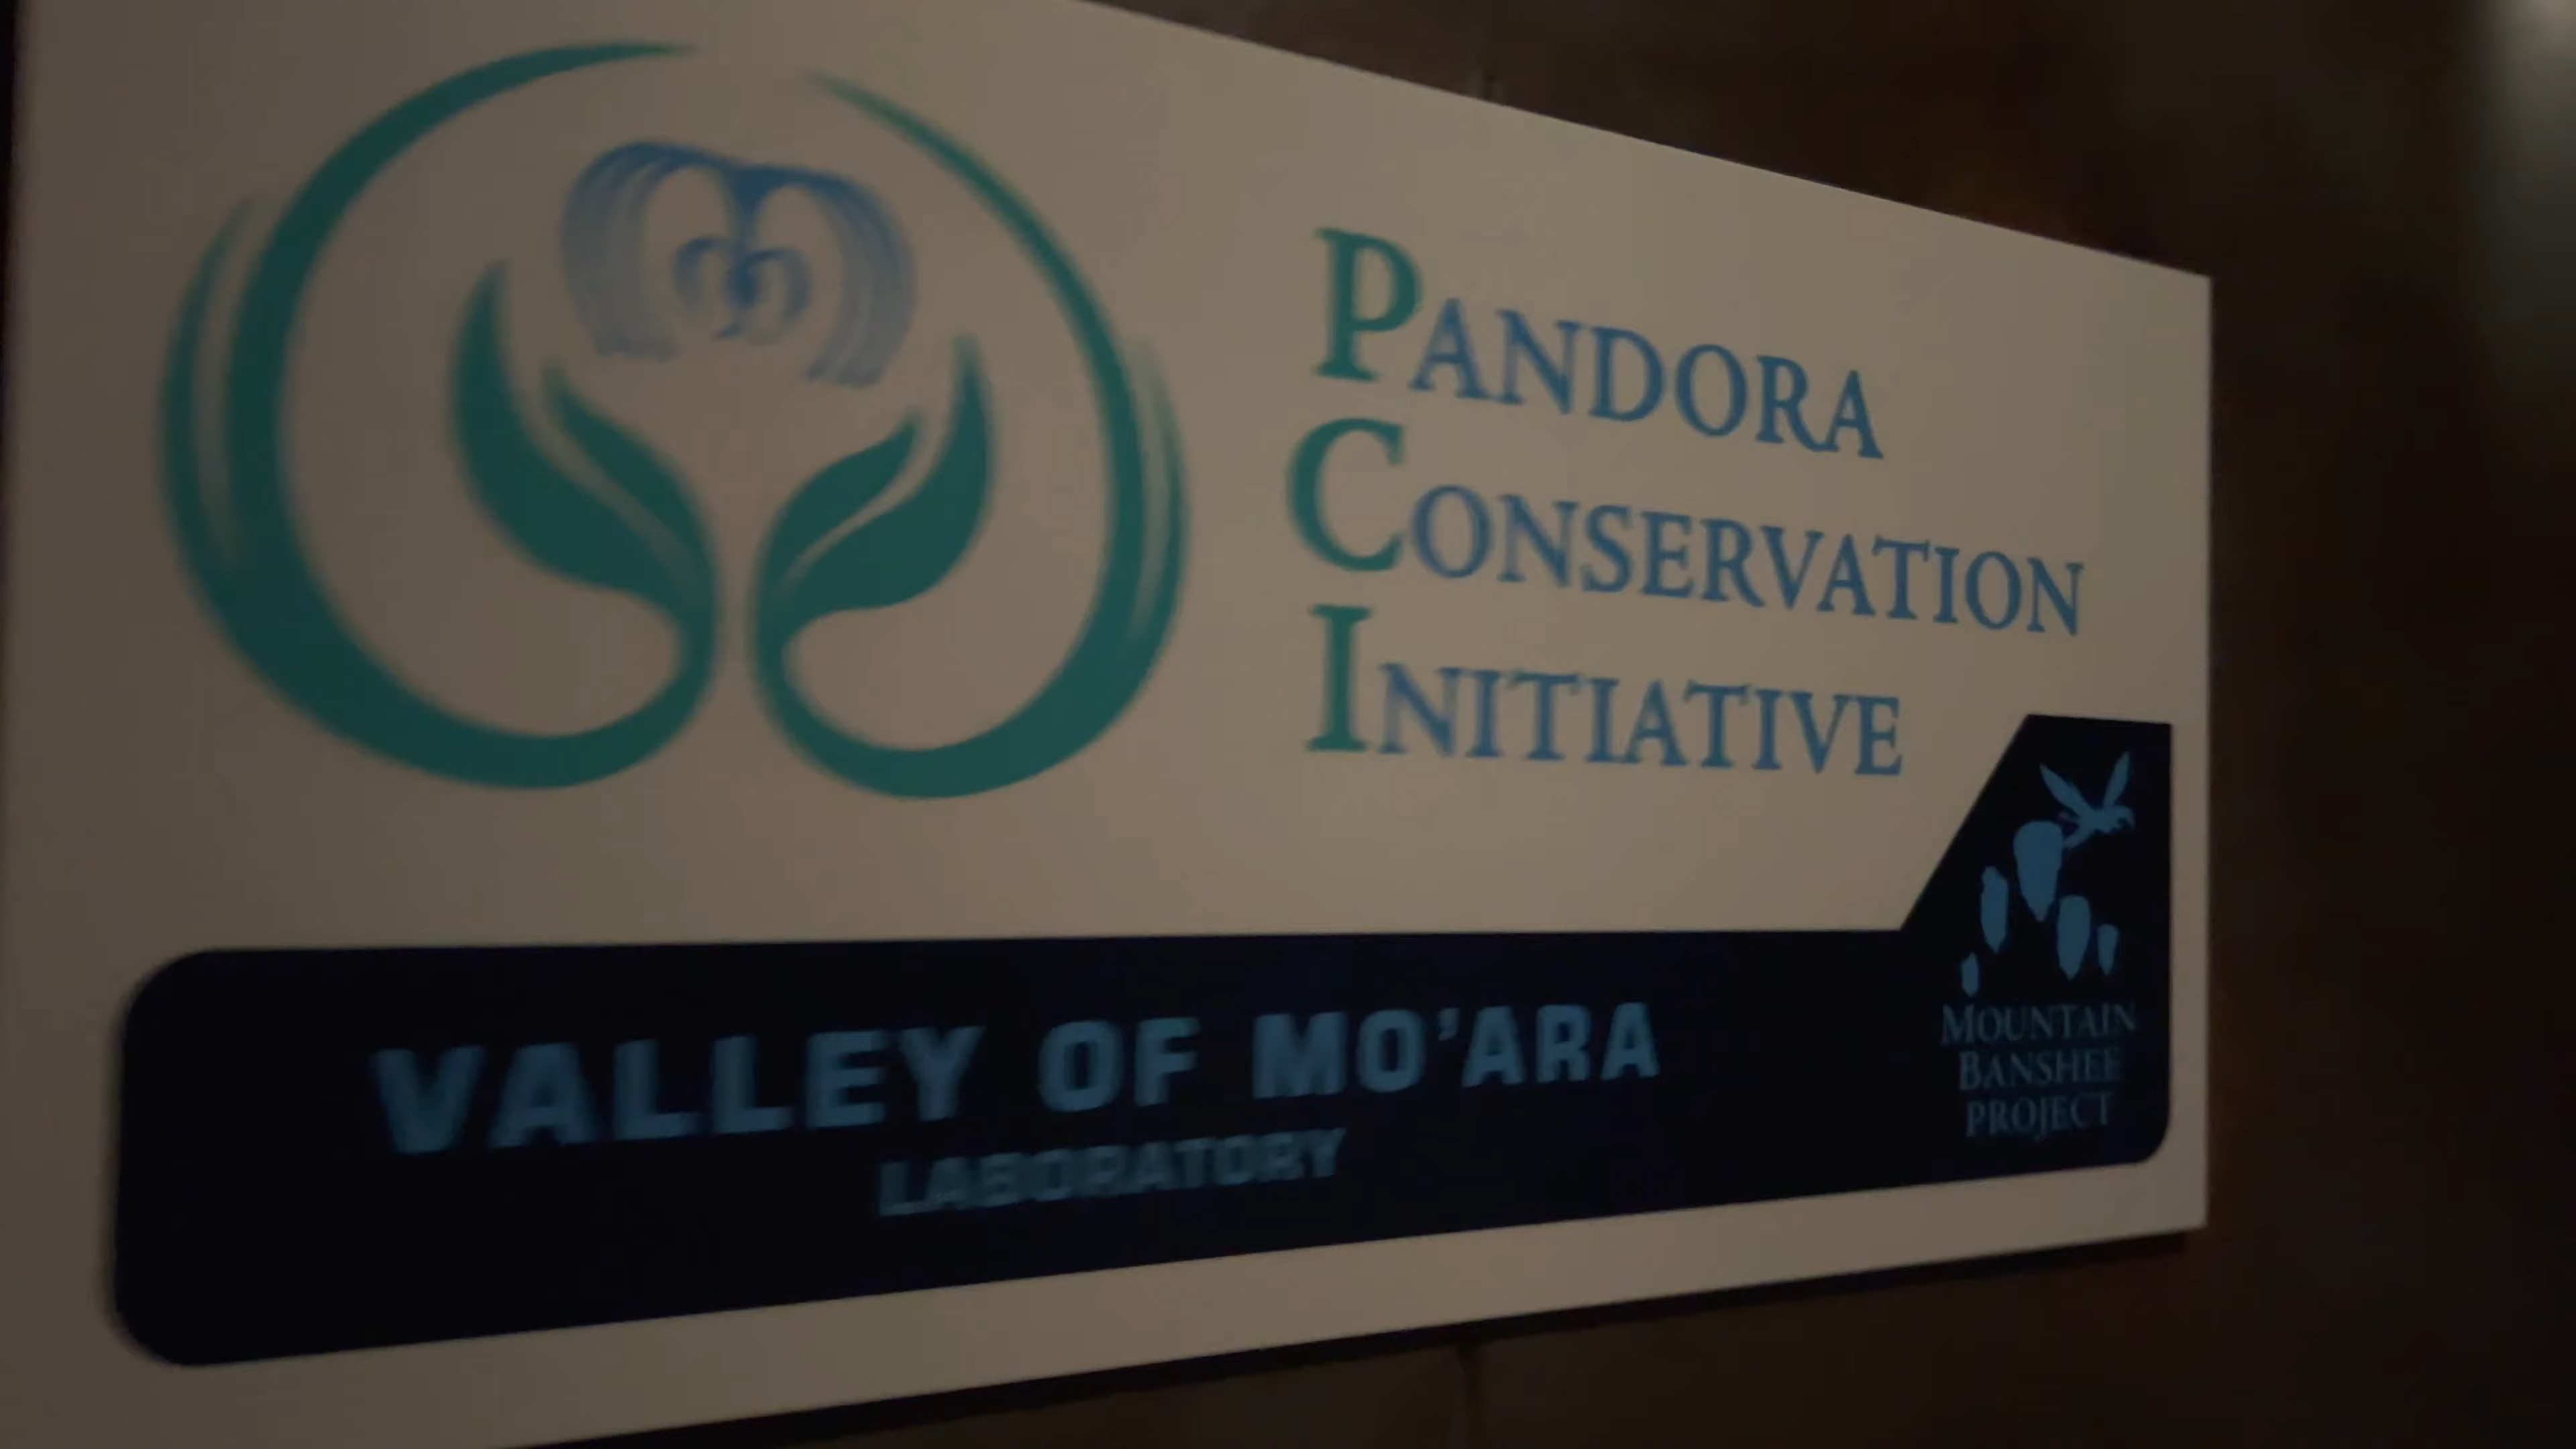 PANDORA
CONSERVATION
INITIATIVE
VALLEY OF MO'ARA
LABORATORY
MOUNTAIN
BANSHEE
PROJECT